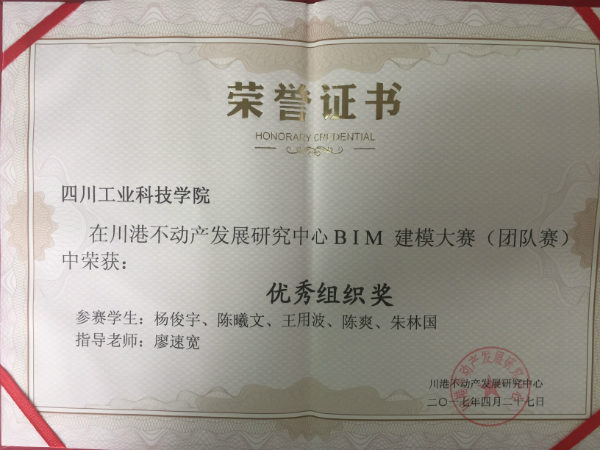 荣誉证书
HONORARY CREDENTIAL
四川工业科技学院
在川港不动产发展研究中心BIM 建模大赛（团队赛）
中荣获：
优秀组织奖
参赛学生：杨俊宇、陈曦文、王用波、陈爽、朱林国
指导老师：廖速宽
川港不动产发展研究中心
二〇一七年四月二十七日